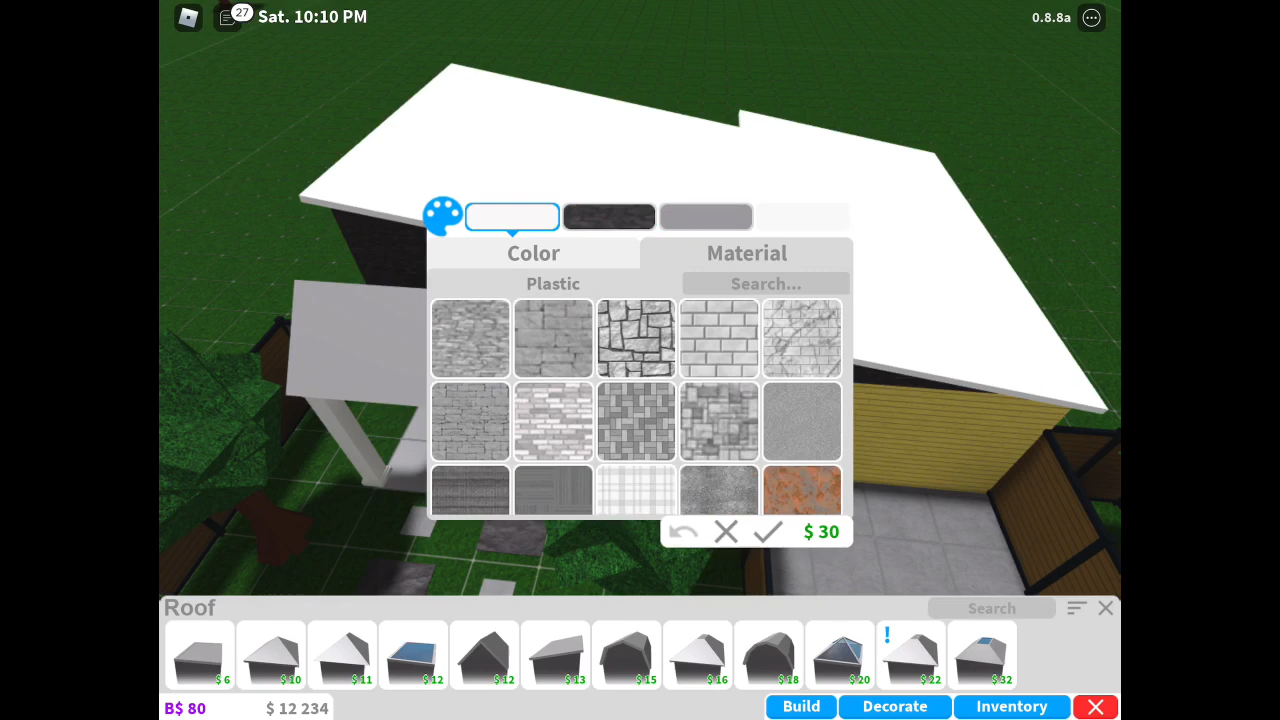 27
Sat. 10:10 PM
0.8.8a
Color
Material
Plastic
Search...
$ 30
Roof
Search
$ 6
$ 10
$ 11
$ 12
$ 12
$ 13
$ 15
$ 16
$ 18
$ 20
!
$ 22
$ 32
B$ 80
$ 12 234
Build
Decorate
Inventory